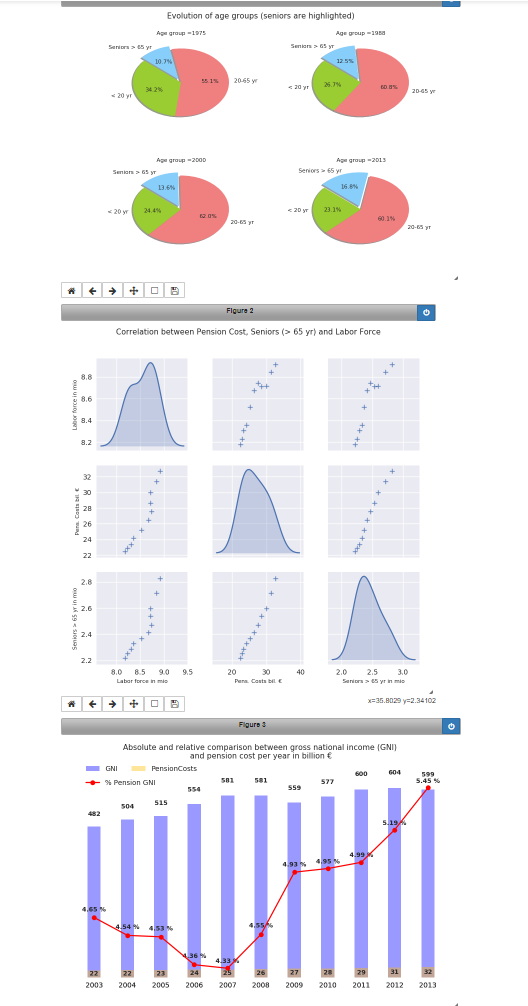 Evolution of age groups (seniors are highlighted)
Age group =1975
Seniors > 65 yr
10.7%
55.1%
20-65 yr
34.2%
< 20 yr
Age group =1988
Seniors > 65 yr
12.5%
26.7%
60.8%
< 20 yr
20-65 yr
Age group =2000
Seniors > 65 yr
13.6%
< 20 yr
24.4%
62.0%
20-65 yr
Age group =2013
Seniors > 65 yr
16.8%
< 20 yr
23.1%
60.1%
20-65 yr
Figure 2
Correlation between Pension Cost, Seniors (> 65 yr) and Labor Force
Labor force in mio
8.8
8.6
8.4
8.2
Pens. Costs bil. €
32
30
28
26
24
22
Seniors > 65 yr in mio
2.8
2.6
2.4
2.2
8.0 8.5 9.0 9.5
Labor force in mio
20 30 40
Pens. Costs bil. €
2.0 2.5 3.0
Seniors > 65 yr in mio
x=35.8029 y=2.34102
Figure 3
Absolute and relative comparison between gross national income (GNI)
and pension cost per year in billion €
GNI PensionCosts
% Pension GNI
482 504 515 554 581 581 559 577 600 604 599
4.65 % 4.54 % 4.53 % 4.36 % 4.33 % 4.55 % 4.93 % 4.95 % 4.99 % 5.19 % 5.45 %
22 22 23 24 25 26 27 28 29 31 32
2003 2004 2005 2006 2007 2008 2009 2010 2011 2012 2013